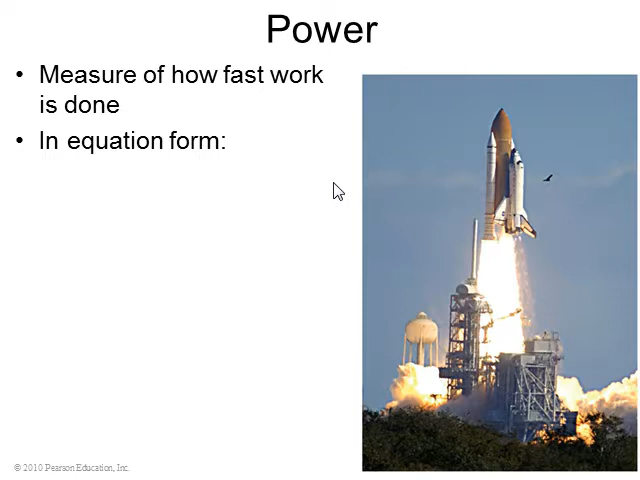 Power
• Measure of how fast work
is done
• In equation form:
© 2010 Pearson Education, Inc.